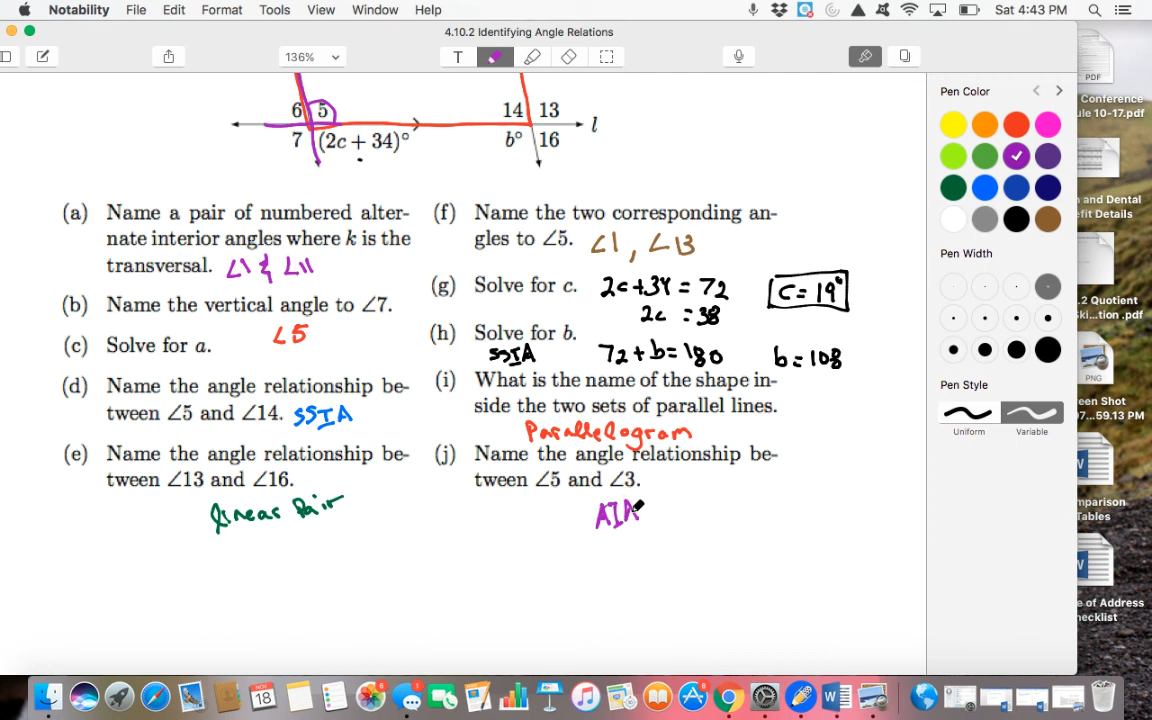 Notability File Edit Format Tools View Window Help Sat 4:43 PM
4.10.2 Identifying Angle Relations
136%
T
Pen Color
Pen Width
Pen Style
Uniform Variable
PDF
Conference
ule 10-17.pdf
n and Dental
efit Details
.2 Quotient
Ski...tion .pdf
PNG
reen Shot
07...59.13 PM
mparison
Tables
e of Address
hecklist
6 5 14 13
l
7 (2c + 34)° b° 16
(a) Name a pair of numbered alter-
nate interior angles where k is the
transversal. ∠1 & ∠11
(b) Name the vertical angle to ∠7.
∠5
(c) Solve for a.
(d) Name the angle relationship be-
tween ∠5 and ∠14. SSIA
(e) Name the angle relationship be-
tween ∠13 and ∠16.
linear Pair
(f) Name the two corresponding an-
gles to ∠5. ∠1, ∠13
(g) Solve for c. 2c+34 = 72 C = 19°
2c = 38
(h) Solve for b.
SSIA 72 + b = 180 b = 108
(i) What is the name of the shape in-
side the two sets of parallel lines.
Parallelogram
(j) Name the angle relationship be-
tween ∠5 and ∠3.
AIA
NOV
18